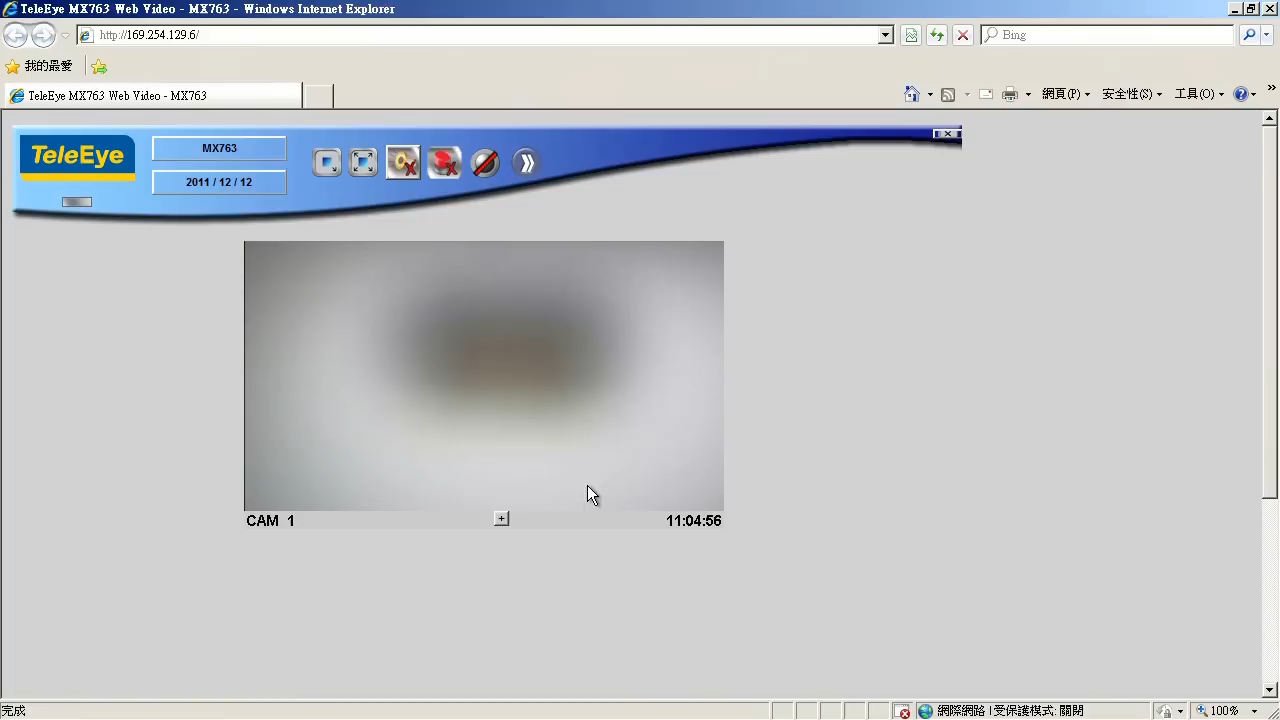 TeleEye MX763 Web Video - MX763 - Windows Internet Explorer
http://169.254.129.6/
Bing
我的最愛
TeleEye MX763 Web Video - MX763
網頁(P)
安全性(S)
工具(O)
TeleEye
MX763
2011 / 12 / 12
CAM 1
11:04:56
完成
網際網路 | 受保護模式: 關閉
100%